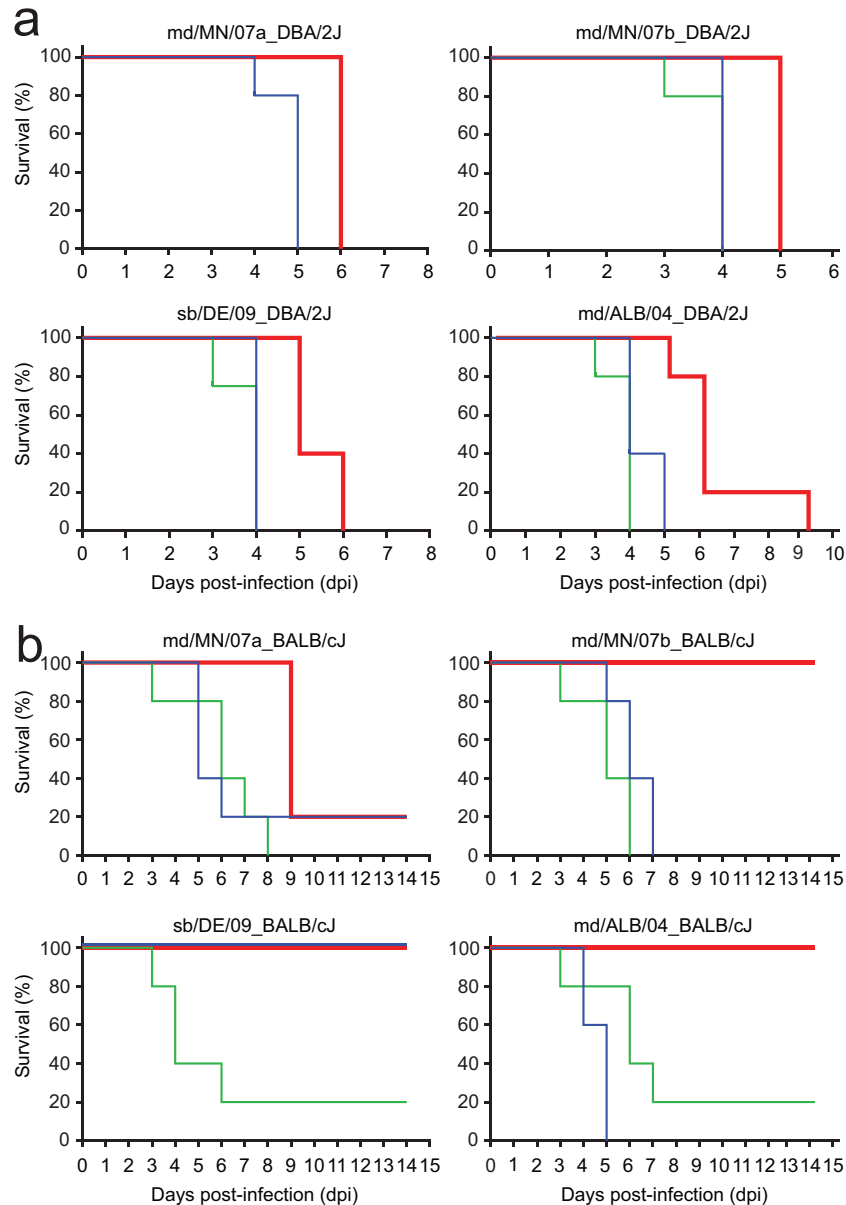 a
md/MN/07a_DBA/2J
md/MN/07b_DBA/2J
Survival (%)
100
80
60
40
20
0
0 1 2 3 4 5 6 7 8
100
80
60
40
20
0
0 1 2 3 4 5 6
sb/DE/09_DBA/2J
md/ALB/04_DBA/2J
Survival (%)
100
80
60
40
20
0
0 1 2 3 4 5 6 7 8
Days post-infection (dpi)
100
80
60
40
20
0
0 1 2 3 4 5 6 7 8 9 10
Days post-infection (dpi)
b
md/MN/07a_BALB/cJ
md/MN/07b_BALB/cJ
Survival (%)
100
80
60
40
20
0
0 1 2 3 4 5 6 7 8 9 10 11 12 13 14 15
100
80
60
40
20
0
0 1 2 3 4 5 6 7 8 9 10 11 12 13 14 15
sb/DE/09_BALB/cJ
md/ALB/04_BALB/cJ
Survival (%)
100
80
60
40
20
0
0 1 2 3 4 5 6 7 8 9 10 11 12 13 14 15
Days post-infection (dpi)
100
80
60
40
20
0
0 1 2 3 4 5 6 7 8 9 10 11 12 13 14 15
Days post-infection (dpi)